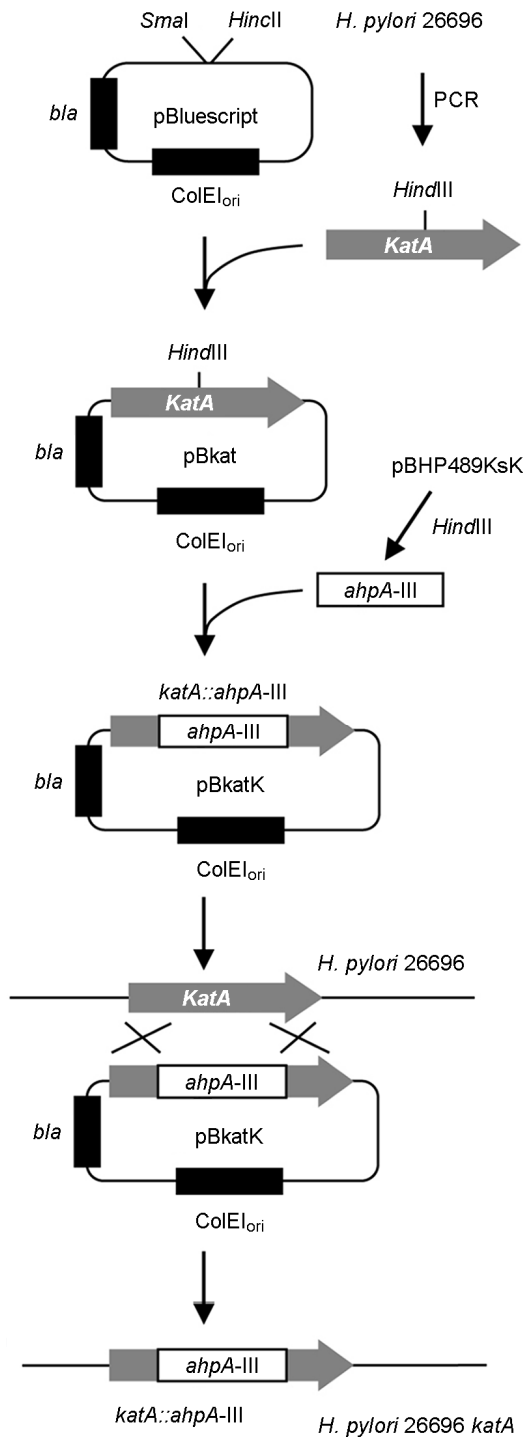 SmaI HincII H. pylori 26696
bla pBluescript PCR
ColEIori
HindIII
KatA
HindIII
KatA
bla pBkat
ColEIori
pBHP489KsK
HindIII
ahpA-III
katA::ahpA-III
ahpA-III
bla pBkatK
ColEIori
H. pylori 26696
KatA
ahpA-III
bla pBkatK
ColEIori
ahpA-III
katA::ahpA-III
H. pylori 26696 katA